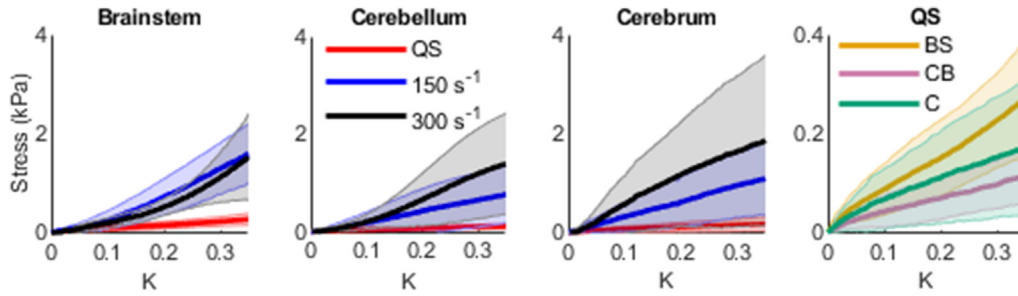 Brainstem
Cerebellum
Cerebrum
QS
Stress (kPa)
4
2
0
0 0.1 0.2 0.3
K
4
2
0
QS
150 s⁻¹
300 s⁻¹
0 0.1 0.2 0.3
K
4
2
0
0 0.1 0.2 0.3
K
0.4
0.2
0
BS
CB
C
0 0.1 0.2 0.3
K